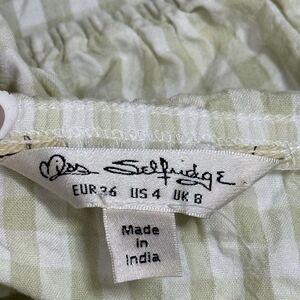 Miss Selfridge
EUR 36 US 4 UK 8
Made
in
India